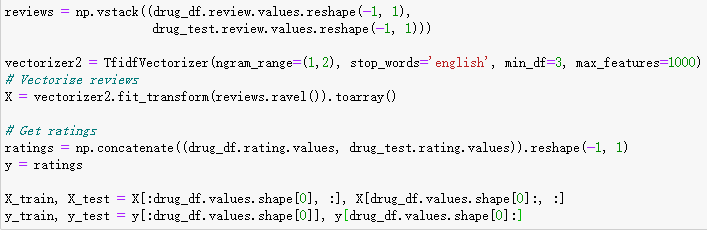 reviews = np.vstack((drug_df.review.values.reshape(-1, 1),
drug_test.review.values.reshape(-1, 1)))
vectorizer2 = TfidfVectorizer(ngram_range=(1,2), stop_words='english', min_df=3, max_features=1000)
# Vectorize reviews
X = vectorizer2.fit_transform(reviews.ravel()).toarray()
# Get ratings
ratings = np.concatenate((drug_df.rating.values, drug_test.rating.values)).reshape(-1, 1)
y = ratings
X_train, X_test = X[:drug_df.values.shape[0], :], X[drug_df.values.shape[0]:, :]
y_train, y_test = y[:drug_df.values.shape[0]], y[drug_df.values.shape[0]:]